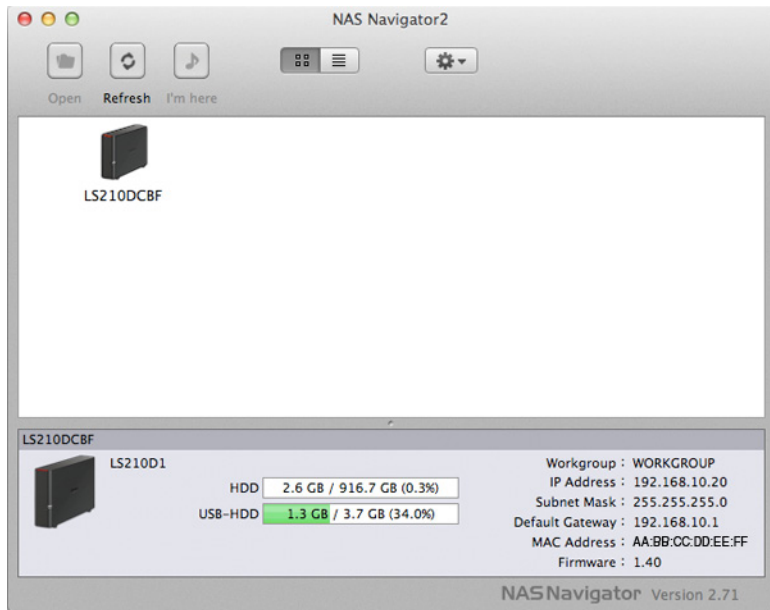 NAS Navigator2
Open Refresh I'm here
LS210DCBF
LS210DCBF
LS210D1
HDD 2.6 GB / 916.7 GB (0.3%)
USB-HDD 1.3 GB / 3.7 GB (34.0%)
Workgroup : WORKGROUP
IP Address : 192.168.10.20
Subnet Mask : 255.255.255.0
Default Gateway : 192.168.10.1
MAC Address : AA:BB:CC:DD:EE:FF
Firmware : 1.40
NASNavigator Version 2.71